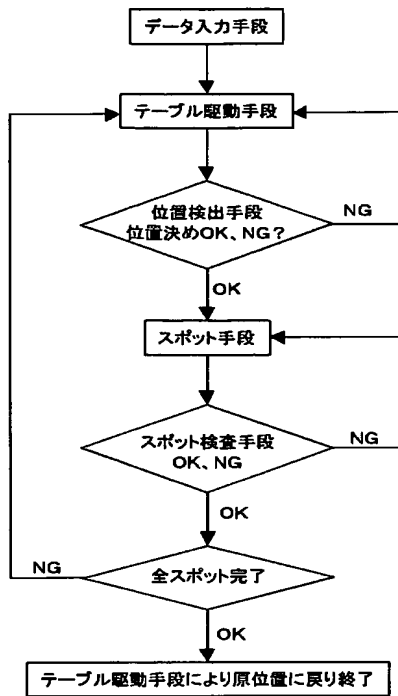 データ入力手段
テーブル駆動手段
位置検出手段
位置決めOK、NG？
NG
OK
スポット手段
スポット検査手段
OK、NG
NG
OK
NG
全スポット完了
OK
テーブル駆動手段により原位置に戻り終了